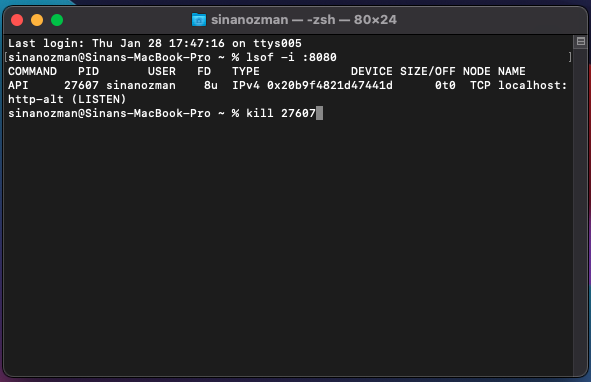 sinanozman — -zsh — 80×24
Last login: Thu Jan 28 17:47:16 on ttys005
[sinanozman@Sinans-MacBook-Pro ~ % lsof -i :8080                                ]
COMMAND   PID       USER   FD   TYPE             DEVICE SIZE/OFF NODE NAME
API     27607 sinanozman    8u  IPv4 0x20b9f4821d47441d      0t0  TCP localhost:
http-alt (LISTEN)
sinanozman@Sinans-MacBook-Pro ~ % kill 27607